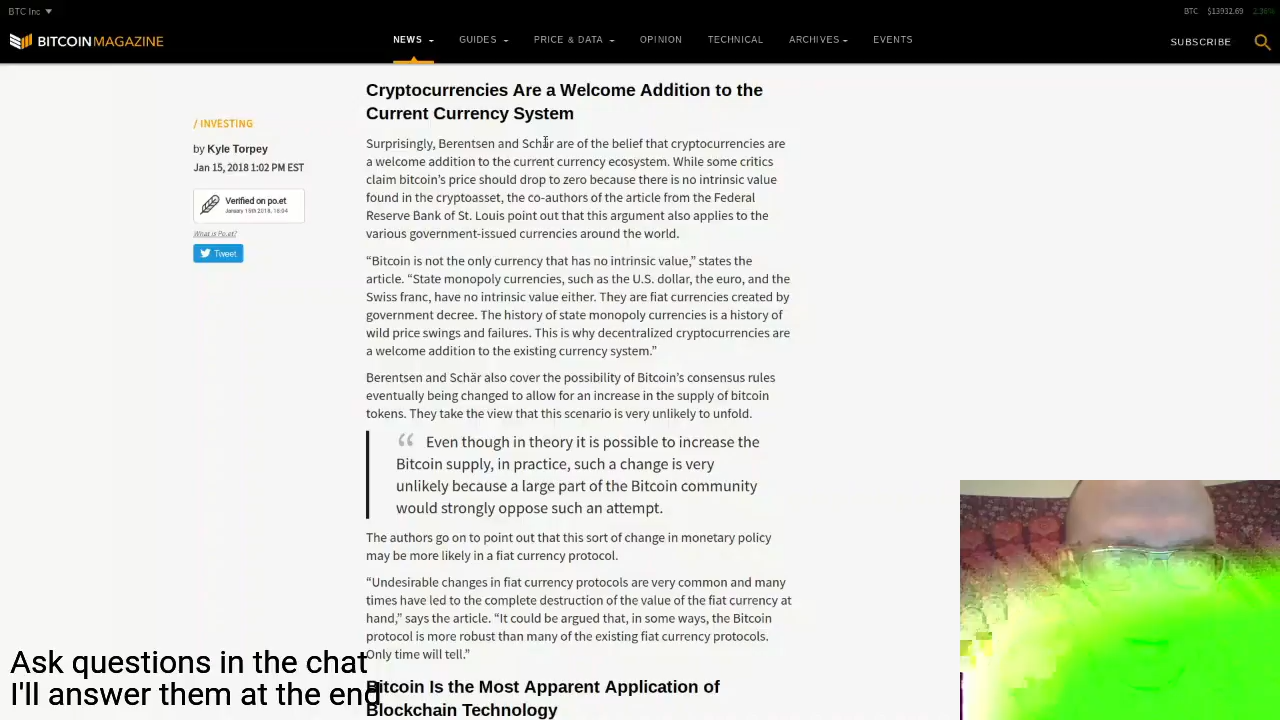 BTC Inc
BTC $13932.69 2.36%
BITCOINMAGAZINE
NEWS GUIDES PRICE & DATA OPINION TECHNICAL ARCHIVES EVENTS
SUBSCRIBE
/ INVESTING
by Kyle Torpey
Jan 15, 2018 1:02 PM EST
Verified on po.et
January 15th 2018, 18:04
What is Po.et?
Tweet
Cryptocurrencies Are a Welcome Addition to the
Current Currency System
Surprisingly, Berentsen and Schär are of the belief that cryptocurrencies are
a welcome addition to the current currency ecosystem. While some critics
claim bitcoin’s price should drop to zero because there is no intrinsic value
found in the cryptoasset, the co-authors of the article from the Federal
Reserve Bank of St. Louis point out that this argument also applies to the
various government-issued currencies around the world.
“Bitcoin is not the only currency that has no intrinsic value,” states the
article. “State monopoly currencies, such as the U.S. dollar, the euro, and the
Swiss franc, have no intrinsic value either. They are fiat currencies created by
government decree. The history of state monopoly currencies is a history of
wild price swings and failures. This is why decentralized cryptocurrencies are
a welcome addition to the existing currency system.”
Berentsen and Schär also cover the possibility of Bitcoin’s consensus rules
eventually being changed to allow for an increase in the supply of bitcoin
tokens. They take the view that this scenario is very unlikely to unfold.
“ Even though in theory it is possible to increase the
Bitcoin supply, in practice, such a change is very
unlikely because a large part of the Bitcoin community
would strongly oppose such an attempt.
The authors go on to point out that this sort of change in monetary policy
may be more likely in a fiat currency protocol.
“Undesirable changes in fiat currency protocols are very common and many
times have led to the complete destruction of the value of the fiat currency at
hand,” says the article. “It could be argued that, in some ways, the Bitcoin
protocol is more robust than many of the existing fiat currency protocols.
Only time will tell.”
Bitcoin Is the Most Apparent Application of
Blockchain Technology
Ask questions in the chat
I'll answer them at the end